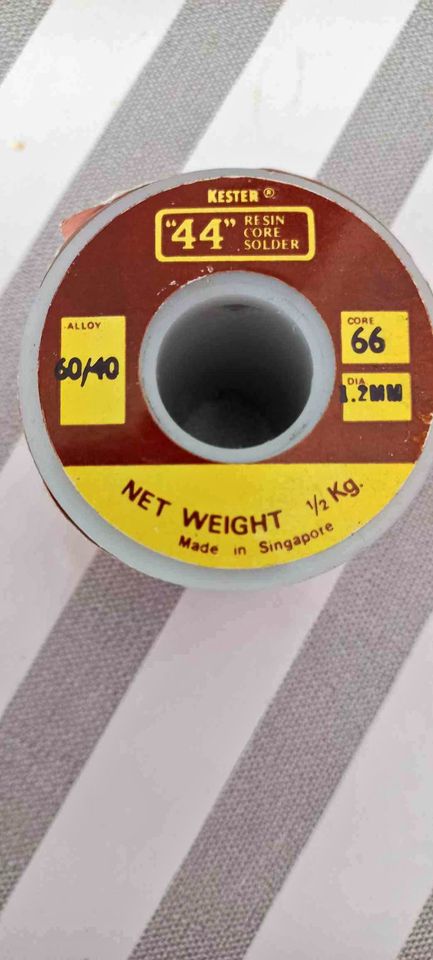 KESTER ®
"44" RESIN
CORE
SOLDER
ALLOY
60/40
CORE
66
DIA
1.2MM
NET WEIGHT 1/2 Kg.
Made in Singapore